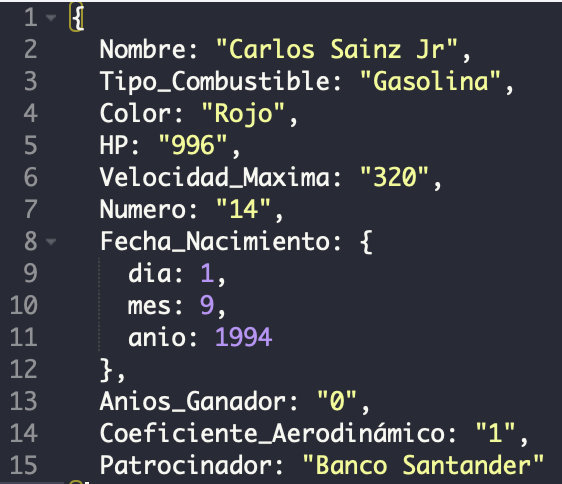 1 {
2 Nombre: "Carlos Sainz Jr",
3 Tipo_Combustible: "Gasolina",
4 Color: "Rojo",
5 HP: "996",
6 Velocidad_Maxima: "320",
7 Numero: "14",
8 Fecha_Nacimiento: {
9 dia: 1,
10 mes: 9,
11 anio: 1994
12 },
13 Anios_Ganador: "0",
14 Coeficiente_Aerodinámico: "1",
15 Patrocinador: "Banco Santander"